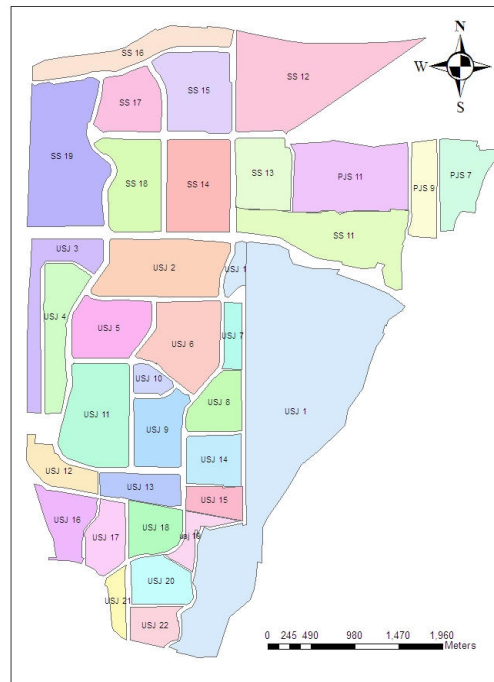 N
W E
S
SS 16
SS 15
SS 12
SS 17
SS 19
SS 18
SS 14
SS 13
PJS 11
PJS 9
PJS 7
SS 11
USJ 3
USJ 2
USJ 1
USJ 4
USJ 5
USJ 6
USJ 7
USJ 10
USJ 8
USJ 1
USJ 11
USJ 9
USJ 14
USJ 12
USJ 13
USJ 15
USJ 16
USJ 17
USJ 18
USJ 20
USJ 21
USJ 22
0 245 490 980 1,470 1,960
Meters